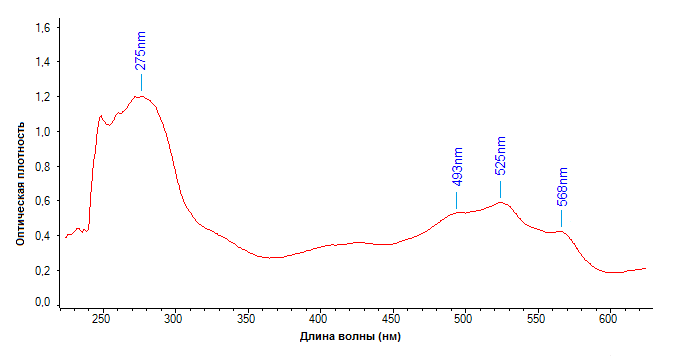 275nm
493nm
525nm
568nm
Оптическая плотность
1,6
1,4
1,2
1,0
0,8
0,6
0,4
0,2
0,0
250 300 350 400 450 500 550 600
Длина волны (нм)